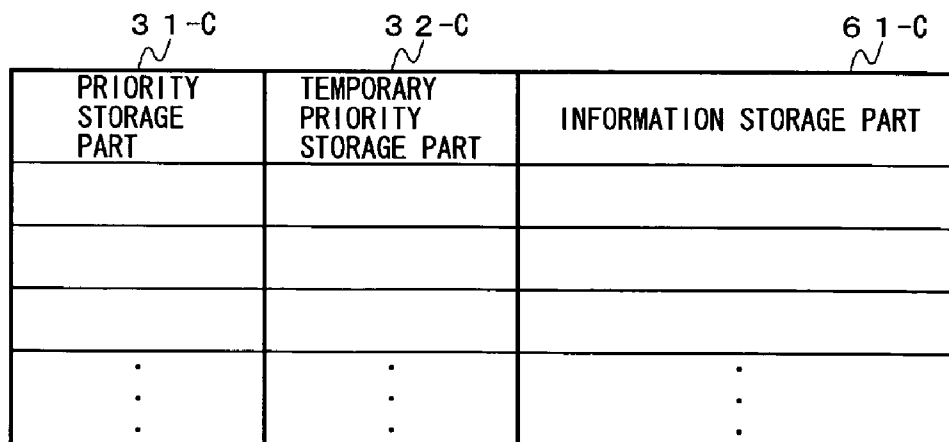 31-C 32-C 61-C
PRIORITY
STORAGE
PART
TEMPORARY
PRIORITY
STORAGE PART
INFORMATION STORAGE PART